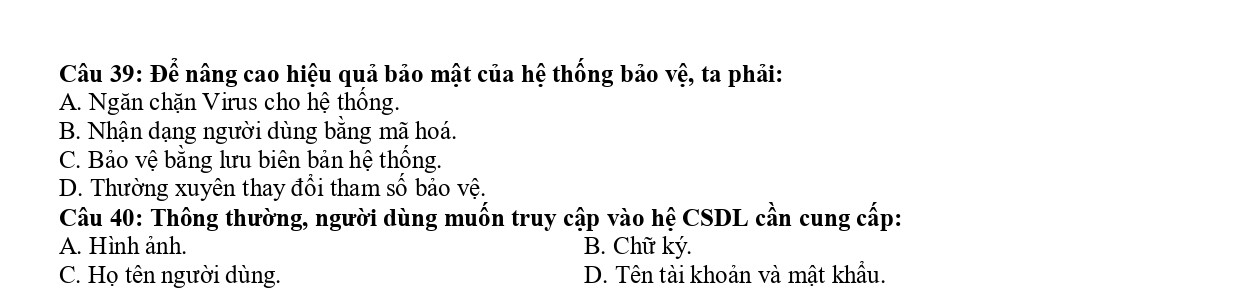 Câu 39: Để nâng cao hiệu quả bảo mật của hệ thống bảo vệ, ta phải:
A. Ngăn chặn Virus cho hệ thống.
B. Nhận dạng người dùng bằng mã hoá.
C. Bảo vệ bằng lưu biên bản hệ thống.
D. Thường xuyên thay đổi tham số bảo vệ.
Câu 40: Thông thường, người dùng muốn truy cập vào hệ CSDL cần cung cấp:
A. Hình ảnh. B. Chữ ký.
C. Họ tên người dùng. D. Tên tài khoản và mật khẩu.